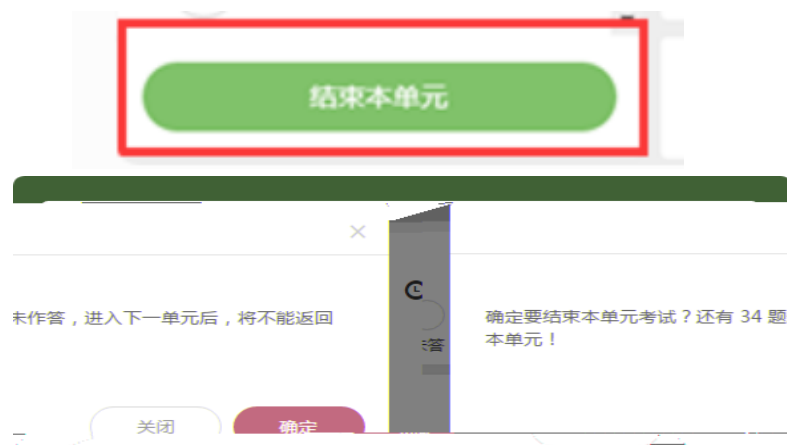 结束本单元
未作答，进入下一单元后，将不能返回
关闭
确定
未答
确定要结束本单元考试？还有 34 题
本单元！